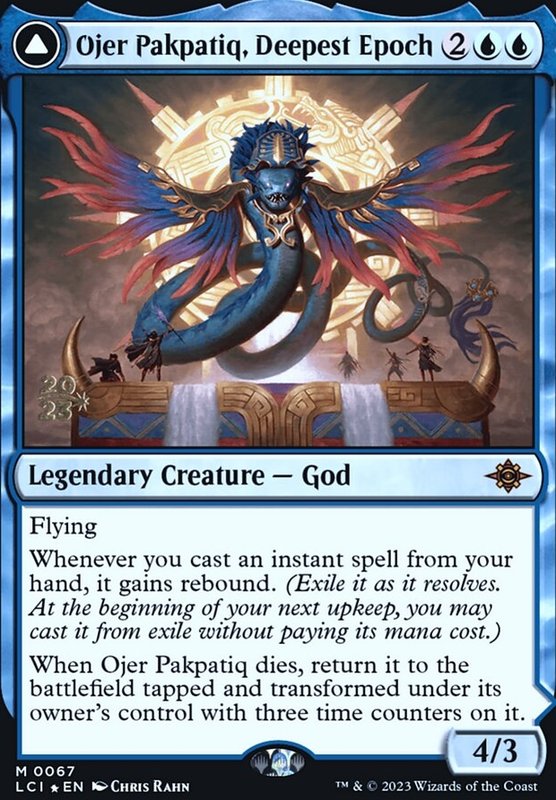 Ojer Pakpatiq, Deepest Epoch 2
2023
Legendary Creature — God
Flying
Whenever you cast an instant spell from your
hand, it gains rebound. (Exile it as it resolves.
At the beginning of your next upkeep, you may
cast it from exile without paying its mana cost.)
When Ojer Pakpatiq dies, return it to the
battlefield tapped and transformed under its
owner's control with three time counters on it.
4/3
M 0067
LCI ★ EN Chris Rahn
™ & © 2023 Wizards of the Coast